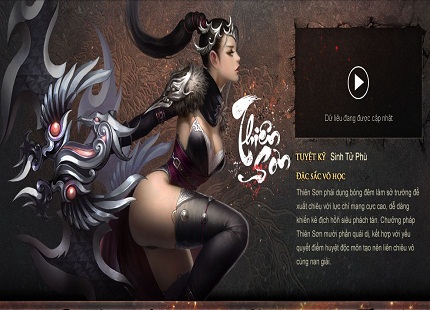 Thiên Sơn
Dữ liệu đang được cập nhật
TUYỆT KỸ Sinh Tử Phù
ĐẶC SẮC VÕ HỌC
Thiên Sơn phái dụng bóng đêm làm sở trường để
xuất chiêu với lực chí mạng cực cao, dễ dàng
khiến kẻ địch hồn siêu phách tán. Chưởng pháp
Thiên Sơn mười phần quái dị, kết hợp với yếu
quyết điểm huyệt độc môn tạo nên liên chiêu vô
cùng nan giải.